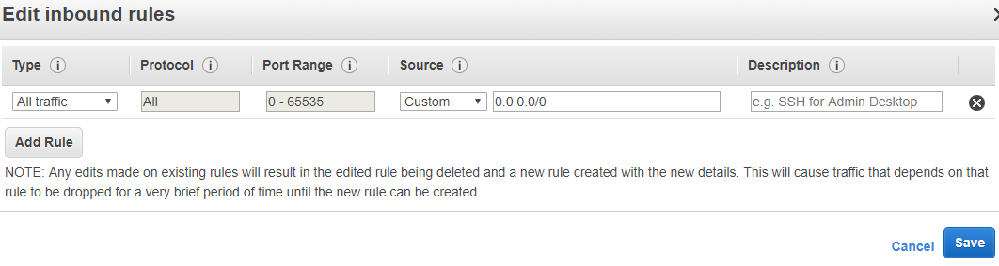 Edit inbound rules
Type i Protocol i Port Range i Source i Description i
All traffic All 0 - 65535 Custom 0.0.0.0/0 e.g. SSH for Admin Desktop
Add Rule
NOTE: Any edits made on existing rules will result in the edited rule being deleted and a new rule created with the new details. This will cause traffic that depends on that
rule to be dropped for a very brief period of time until the new rule can be created.
Cancel Save